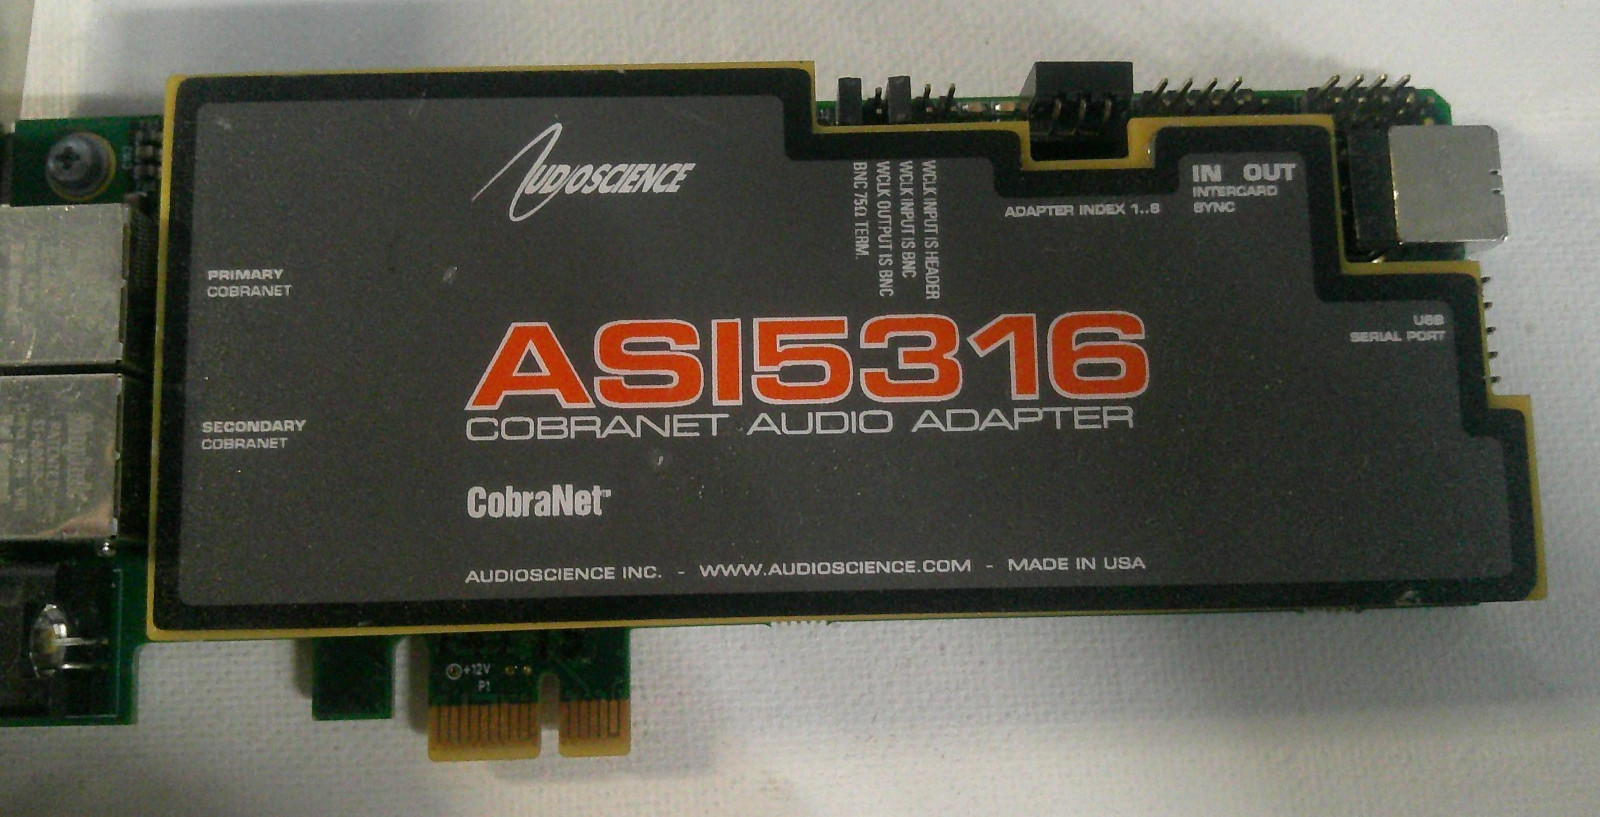 AUDIOSCIENCE
BNC 75Ω TERM.
WCLK OUTPUT IS BNC
WCLK INPUT IS BNC
WCLK INPUT IS HEADER
ADAPTER INDEX 1..8
IN OUT
INTERCARD
SYNC
PRIMARY
COBRANET
USB
SERIAL PORT
ASI5316
COBRANET AUDIO ADAPTER
SECONDARY
COBRANET
CobraNet™
AUDIOSCIENCE INC. - WWW.AUDIOSCIENCE.COM - MADE IN USA
+12V
P1